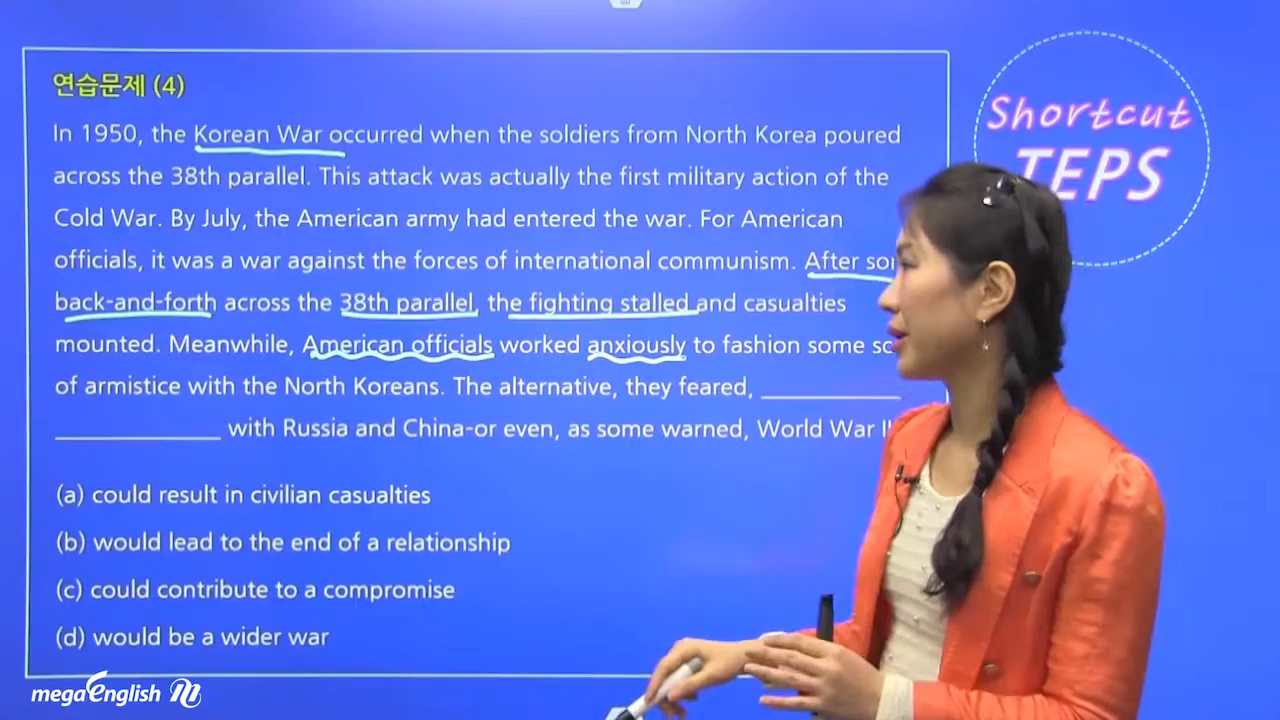 연습문제 (4)
In 1950, the Korean War occurred when the soldiers from North Korea poured
across the 38th parallel. This attack was actually the first military action of the
Cold War. By July, the American army had entered the war. For American
officials, it was a war against the forces of international communism. After
back-and-forth across the 38th parallel, the fighting stalled and casualties
mounted. Meanwhile, American officials worked anxiously to fashion some
of armistice with the North Koreans. The alternative, they feared,
with Russia and China-or even, as some warned, World War
(a) could result in civilian casualties
(b) would lead to the end of a relationship
(c) could contribute to a compromise
(d) would be a wider war
Shortcut
TEPS
megaEnglish